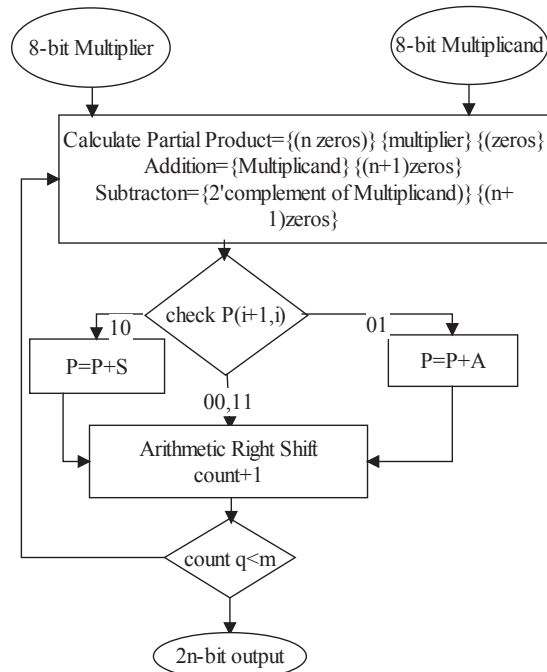 8-bit Multiplier
8-bit Multiplicand
Calculate Partial Product={(n zeros)} {multiplier} {(zeros}
Addition={Multiplicand} {(n+1)zeros}
Subtracton={2'complement of Multiplicand)} {(n+
1)zeros}
check P(i+1,i)
10
01
P=P+S
P=P+A
00,11
Arithmetic Right Shift
count+1
count q<m
2n-bit output